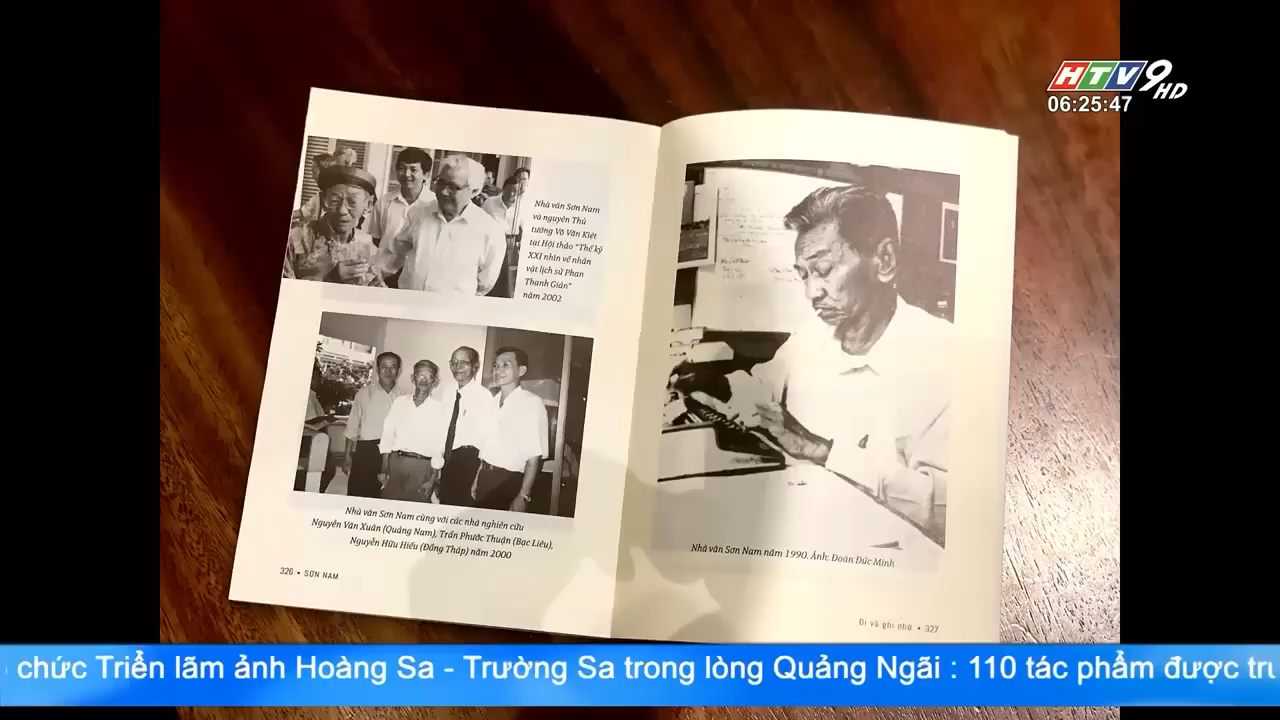 HTV9 HD
06:25:47
Nhà văn Sơn Nam
và nguyên Thủ
tướng Võ Văn Kiệt
tại Hội thảo "Thế kỷ
XXI nhìn về nhân
vật lịch sử Phan
Thanh Giản"
năm 2002
Nhà văn Sơn Nam cùng với các nhà nghiên cứu
Nguyễn Văn Xuân (Quảng Nam), Trần Phước Thuận (Bạc Liêu),
Nguyễn Hữu Hiếu (Đồng Tháp) năm 2000
326 • SƠN NAM
Nhà văn Sơn Nam năm 1990. Ảnh: Đoàn Đức Minh
Đi và ghi nhớ • 327
chức Triển lãm ảnh Hoàng Sa - Trường Sa trong lòng Quảng Ngãi : 110 tác phẩm được